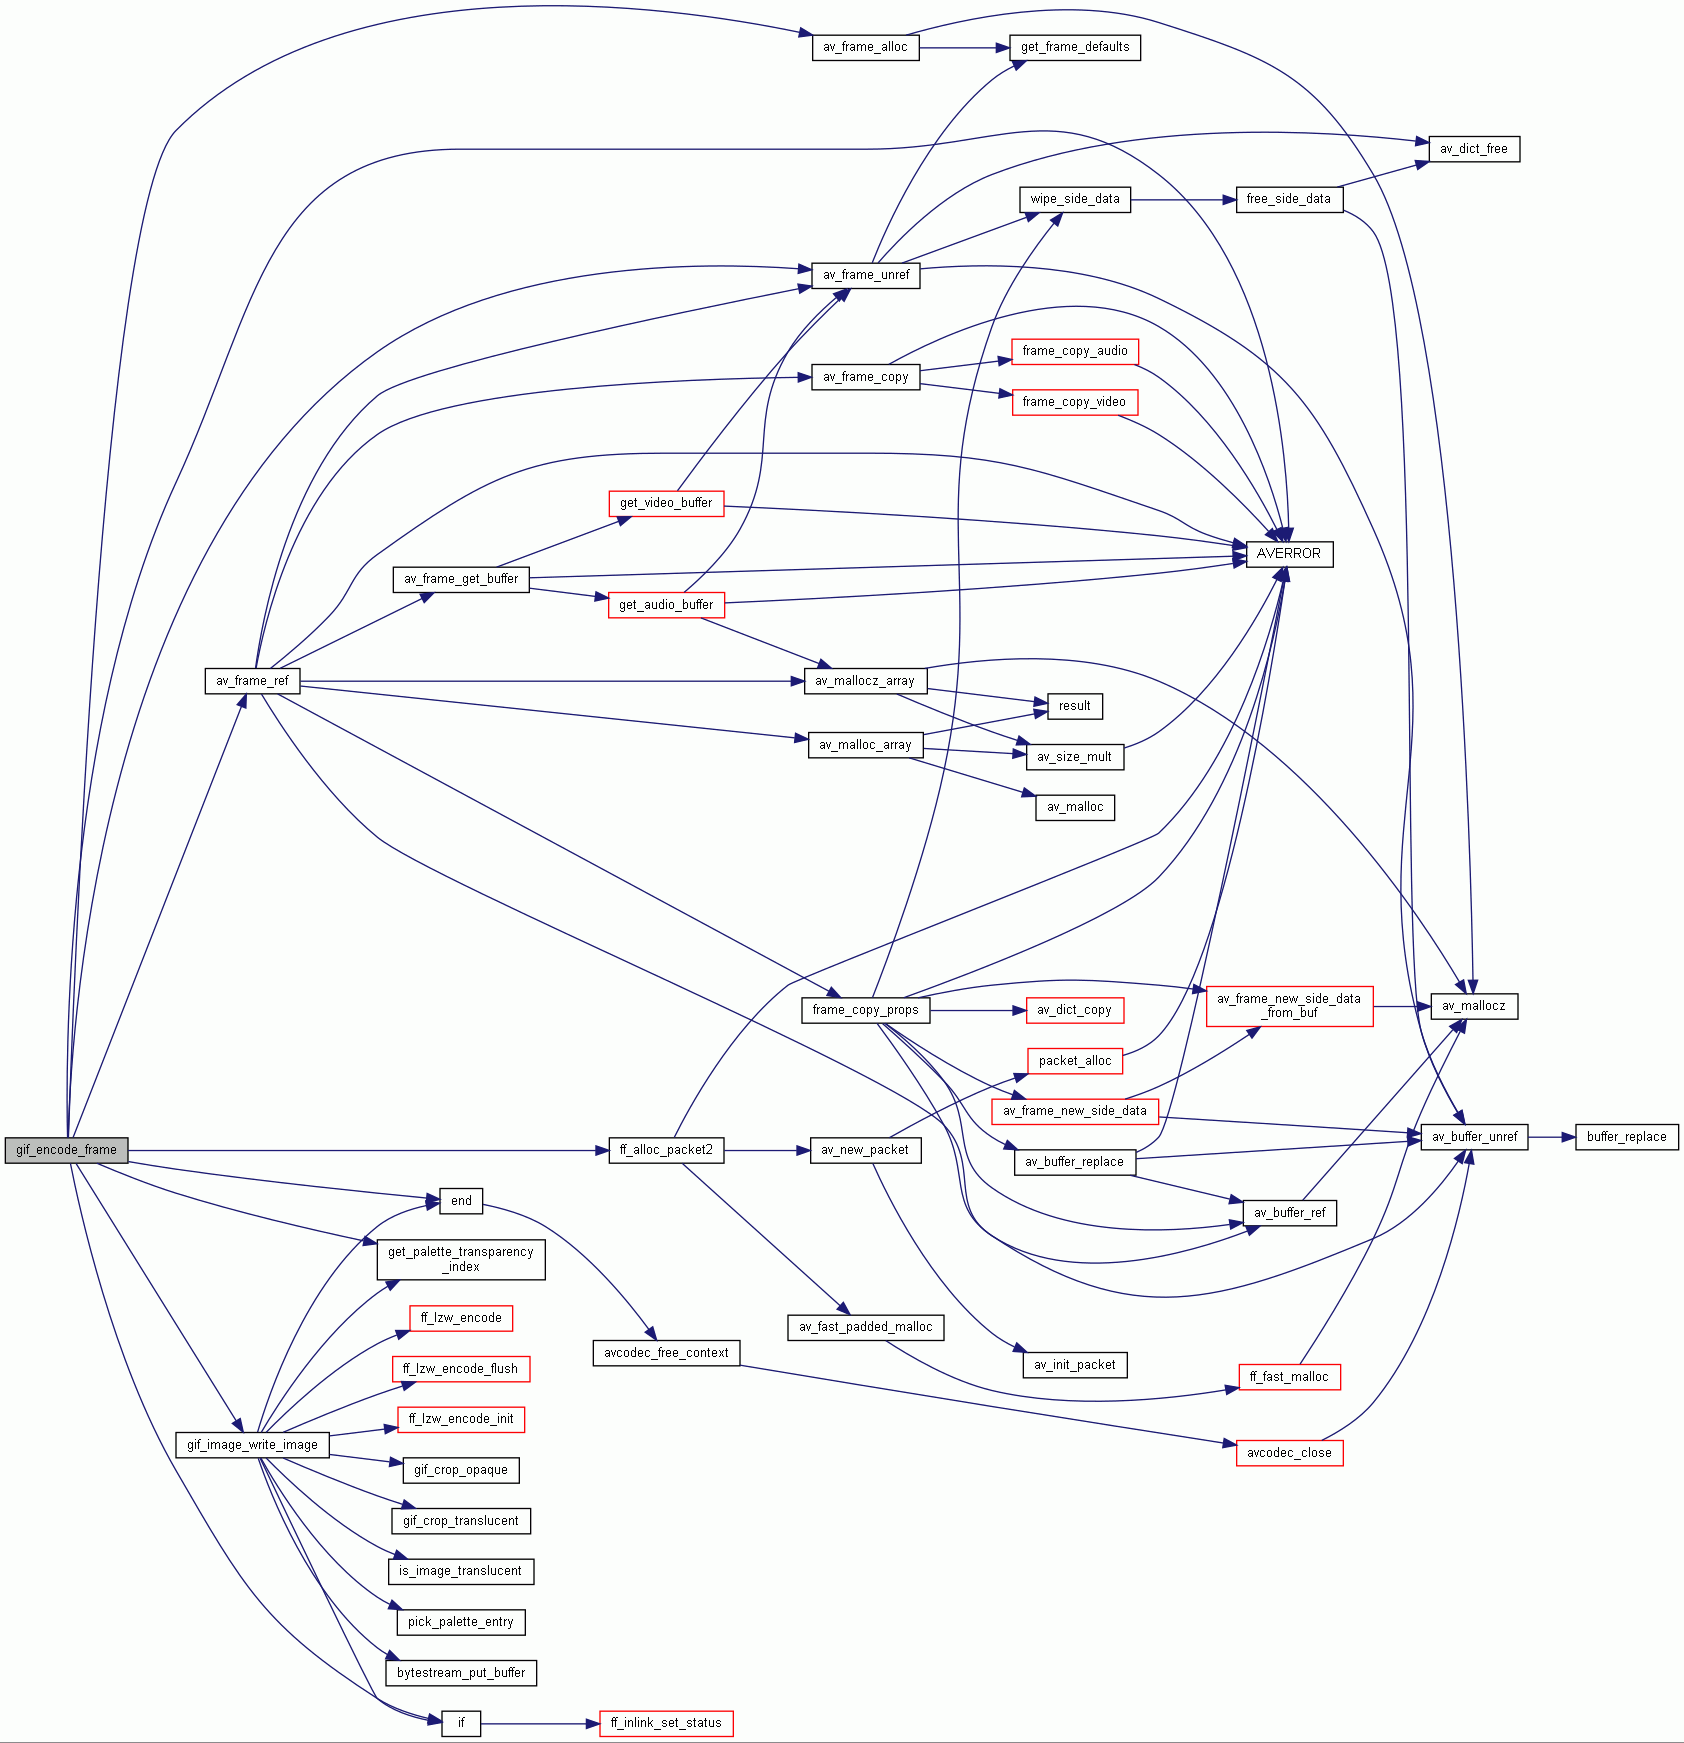 av_frame_alloc
get_frame_defaults
av_dict_free
wipe_side_data
free_side_data
av_frame_unref
frame_copy_audio
av_frame_copy
frame_copy_video
get_video_buffer
AVERROR
av_frame_get_buffer
get_audio_buffer
av_frame_ref
av_mallocz_array
result
av_malloc_array
av_size_mult
av_malloc
frame_copy_props
av_dict_copy
av_frame_new_side_data
_from_buf
av_mallocz
packet_alloc
av_frame_new_side_data
gif_encode_frame
ff_alloc_packet2
av_new_packet
av_buffer_replace
av_buffer_unref
buffer_replace
end
av_buffer_ref
get_palette_transparency
_index
ff_lzw_encode
av_fast_padded_malloc
avcodec_free_context
ff_lzw_encode_flush
av_init_packet
ff_fast_malloc
ff_lzw_encode_init
gif_image_write_image
avcodec_close
gif_crop_opaque
gif_crop_translucent
is_image_translucent
pick_palette_entry
bytestream_put_buffer
if
ff_inlink_set_status